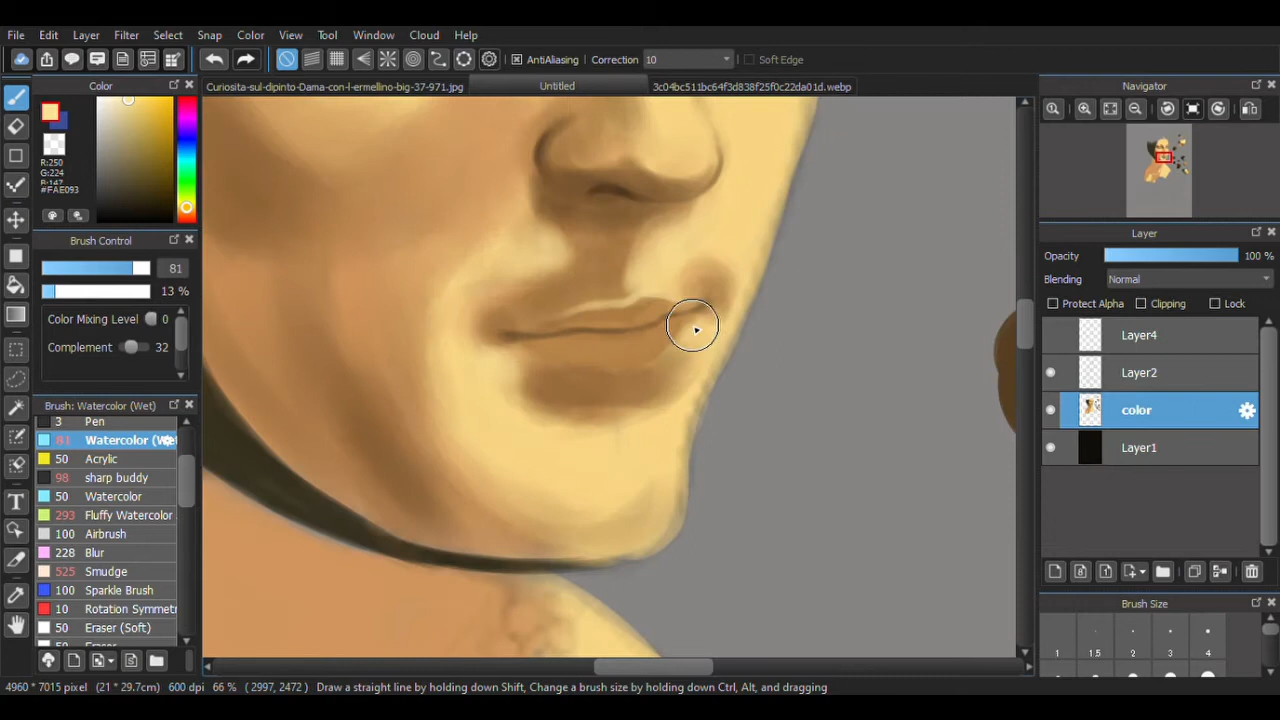 File Edit Layer Filter Select Snap Color View Tool Window Cloud Help
AntiAliasing Correction 10 Soft Edge
Color
Curiosita-sul-dipinto-Dama-con-l-ermellino-big-37-971.jpg Untitled 3c04bc511bc64f3d838f25f0c22da01d.webp
Navigator
R:250
G:224
B:147
#FAE093
Brush Control
81
13 %
Color Mixing Level 0
Complement 32
Brush: Watercolor (Wet)
3 Pen
81 Watercolor (Wet
50 Acrylic
98 sharp buddy
50 Watercolor
293 Fluffy Watercolor
100 Airbrush
228 Blur
525 Smudge
100 Sparkle Brush
10 Rotation Symmetr
50 Eraser (Soft)
Layer
Opacity 100 %
Blending Normal
Protect Alpha Clipping Lock
Layer4
Layer2
color
Layer1
Brush Size
1 1.5 2 3 4
4960 * 7015 pixel (21 * 29.7cm) 600 dpi 66 % ( 2997, 2472 ) Draw a straight line by holding down Shift, Change a brush size by holding down Ctrl, Alt, and dragging